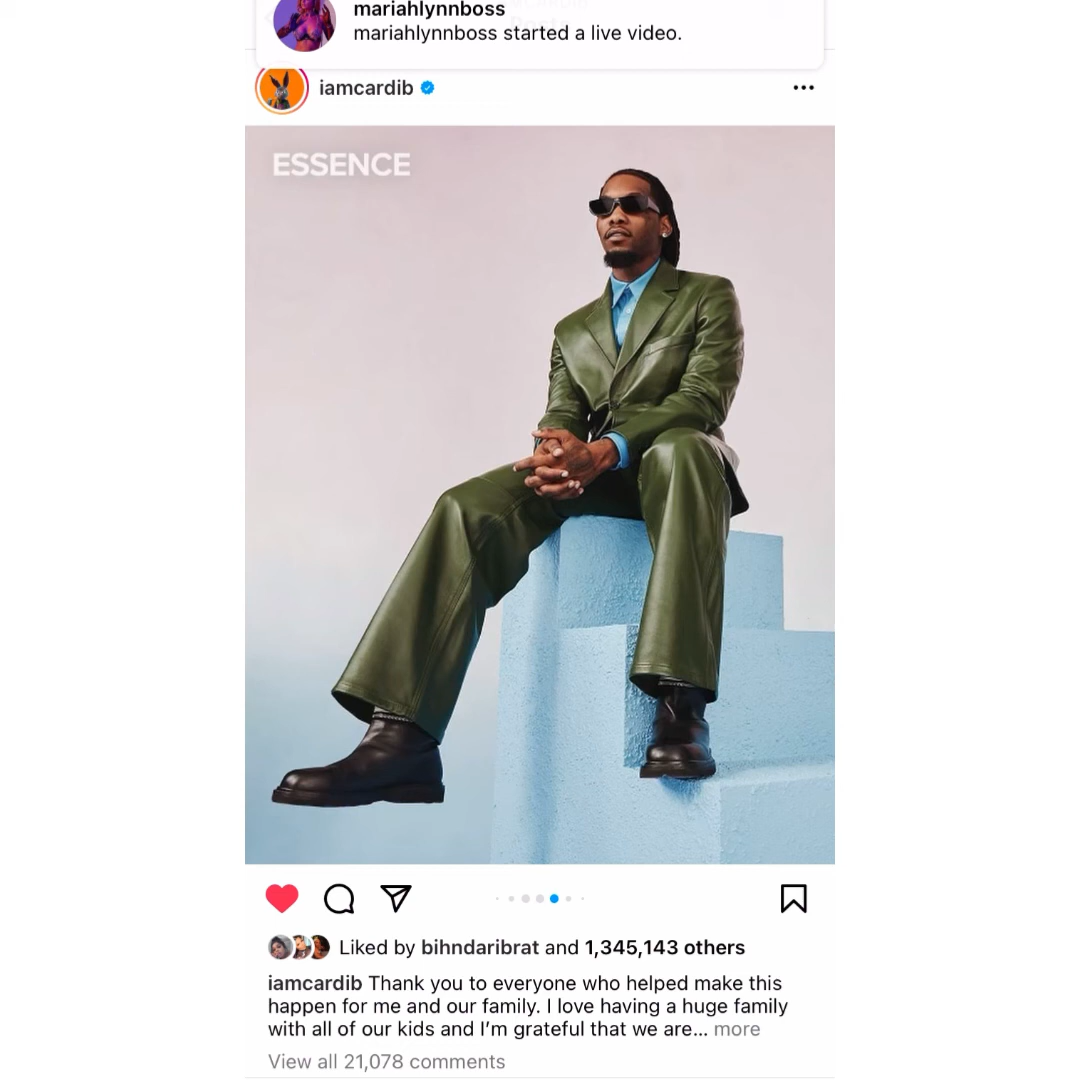 mariahlynnboss
mariahlynnboss started a live video.
iamcardib
ESSENCE
Liked by bihndaribrat and 1,345,143 others
iamcardib Thank you to everyone who helped make this
happen for me and our family. I love having a huge family
with all of our kids and I’m grateful that we are... more
View all 21,078 comments